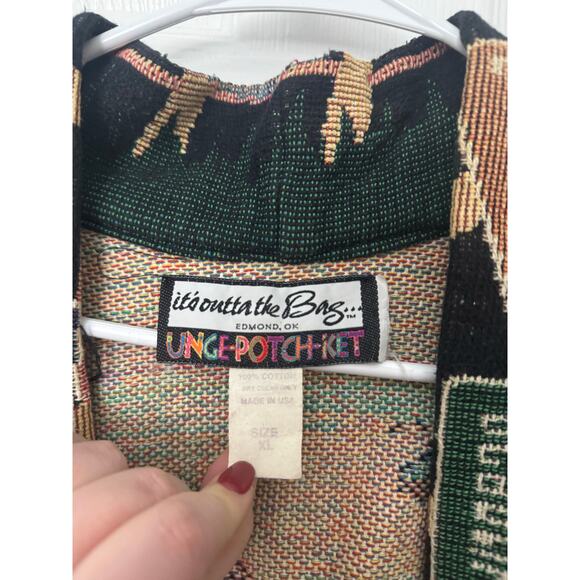 it's outta the Bag...™
EDMOND, OK
UNGE-POTCH-KET
100% COTTON
DRY CLEAN ONLY
MADE IN USA
SIZE
XL